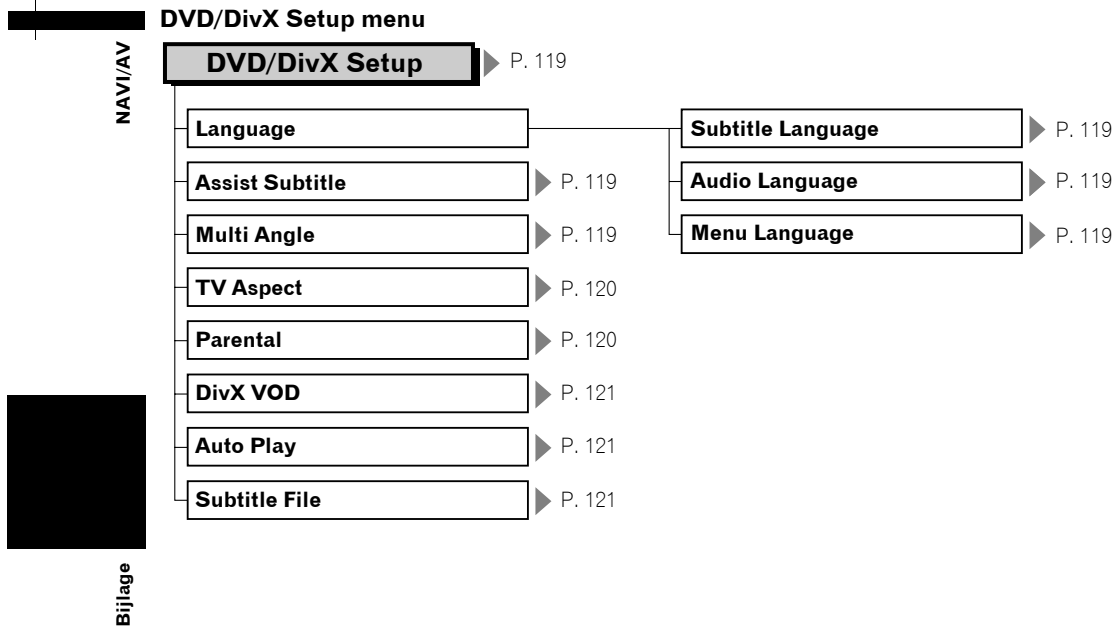 DVD/DivX Setup menu
NAVI/AV
DVD/DivX Setup P. 119
Language
Subtitle Language P. 119
Assist Subtitle P. 119
Audio Language P. 119
Multi Angle P. 119
Menu Language P. 119
TV Aspect P. 120
Parental P. 120
DivX VOD P. 121
Auto Play P. 121
Subtitle File P. 121
Bijlage